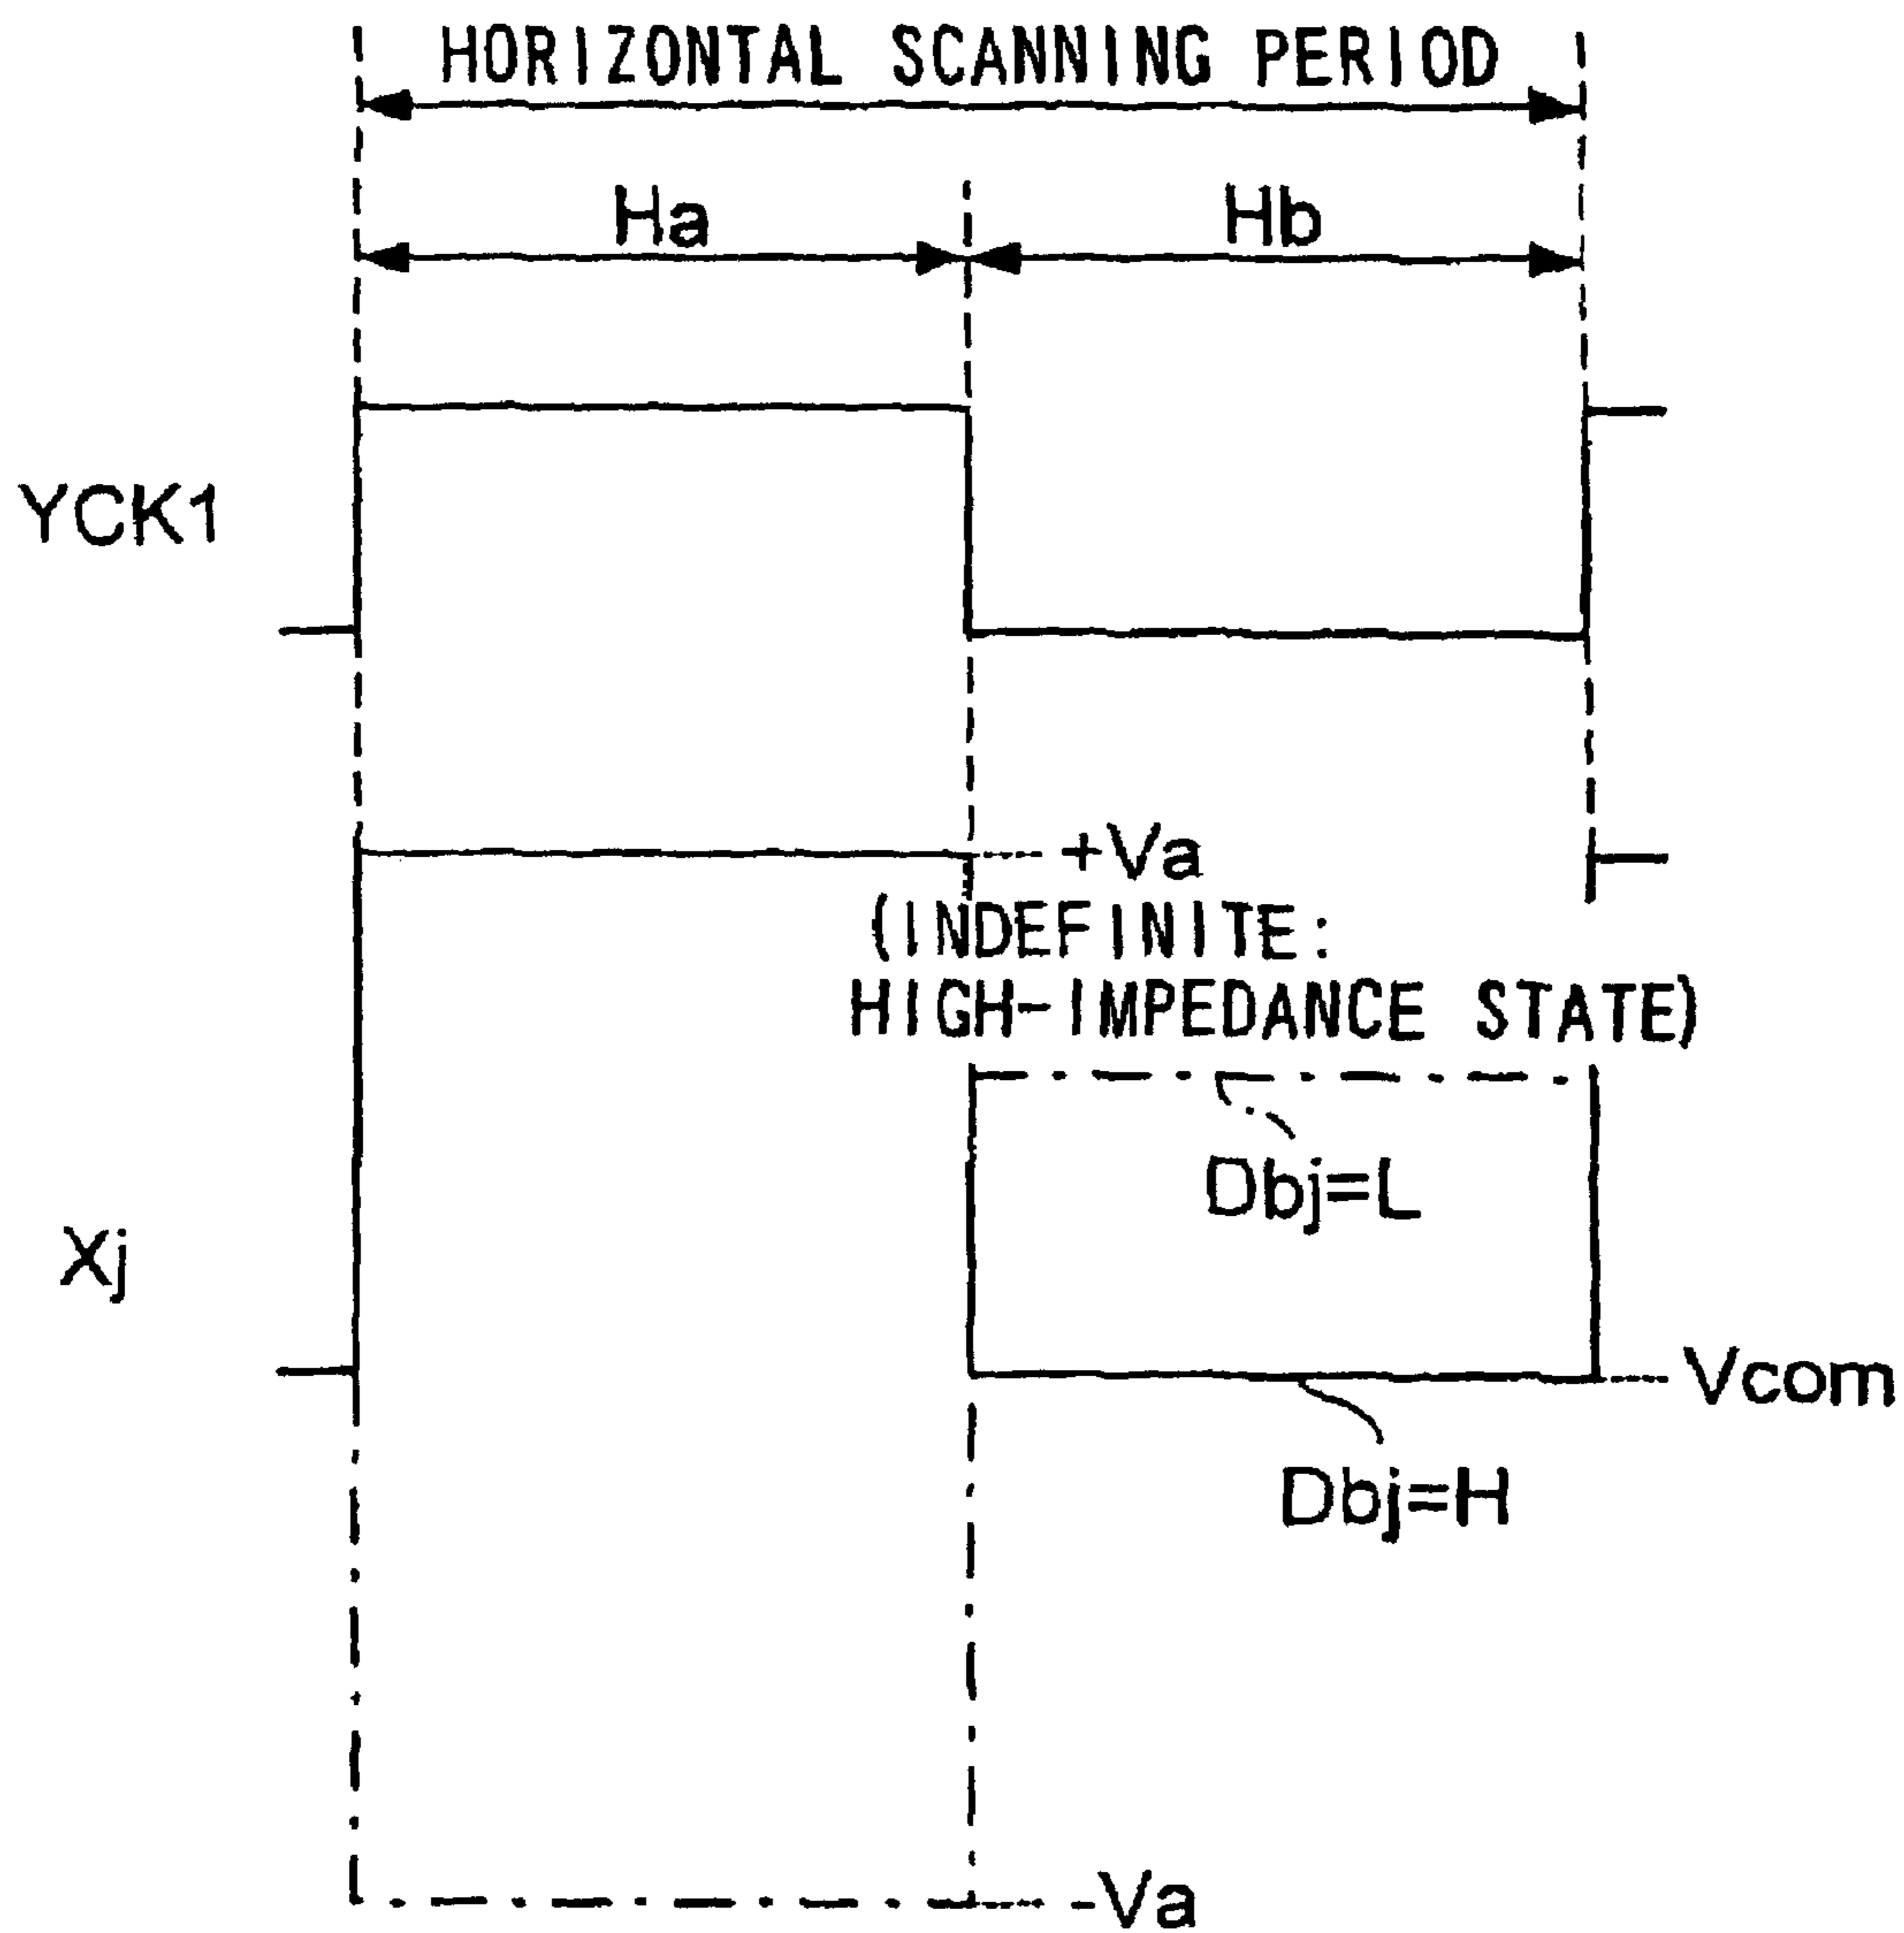 HORIZONTAL SCANNING PERIOD
Ha
Hb
YCK1
+Va
(INDEFINITE:
HIGH-IMPEDANCE STATE)
Dbj=L
Xj
Vcom
Dbj=H
-Va